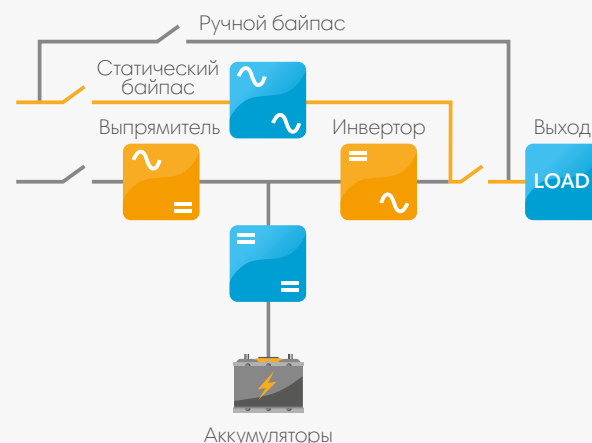 Ручной байпас
Статический
байпас
Выпрямитель
Инвертор
Выход
LOAD
Аккумуляторы